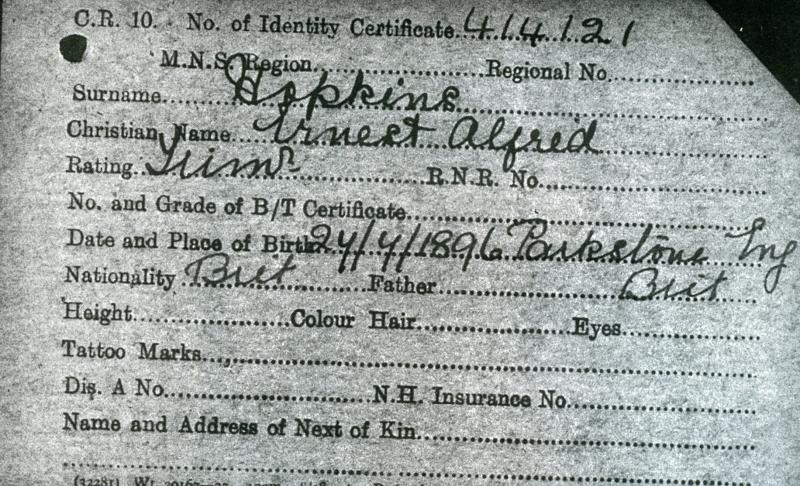 C.R. 10. - No. of Identity Certificate 414121
M.N.S. Region Regional No.
Surname Hopkins
Christian Name Ernest Alfred
Rating Trimr R.N.R. No.
No. and Grade of B/T Certificate
Date and Place of Birth 24/4/1896 Parkstone Eng
Nationality Brit Father Brit
Height Colour Hair Eyes
Tattoo Marks
Dis. A No. N.H. Insurance No.
Name and Address of Next of Kin